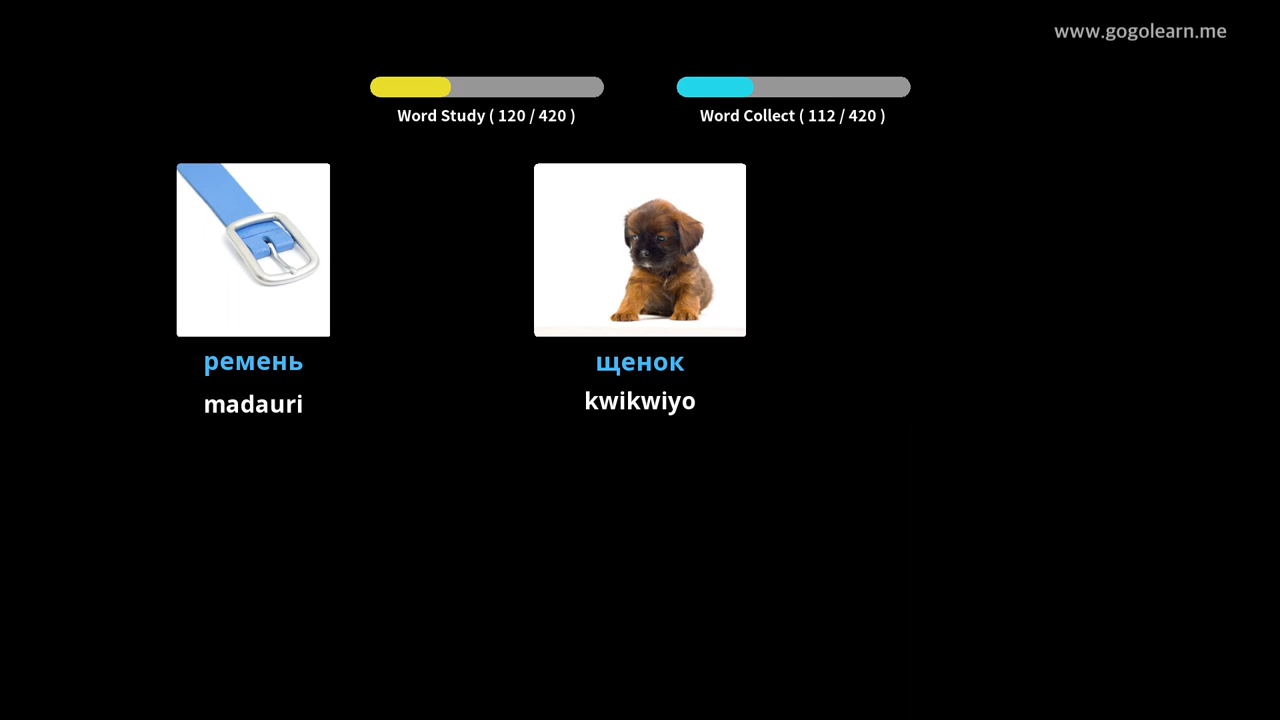 www.gogolearn.me
Word Study ( 120 / 420 )
Word Collect ( 112 / 420 )
ремень
madauri
щенок
kwikwiyo